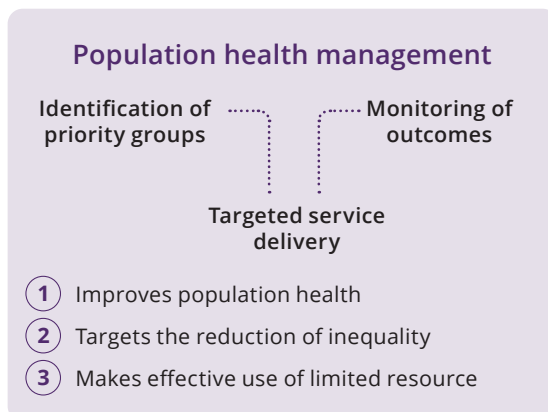 Population health management
Identification of
priority groups
Monitoring of
outcomes
Targeted service
delivery
1 Improves population health
2 Targets the reduction of inequality
3 Makes effective use of limited resource